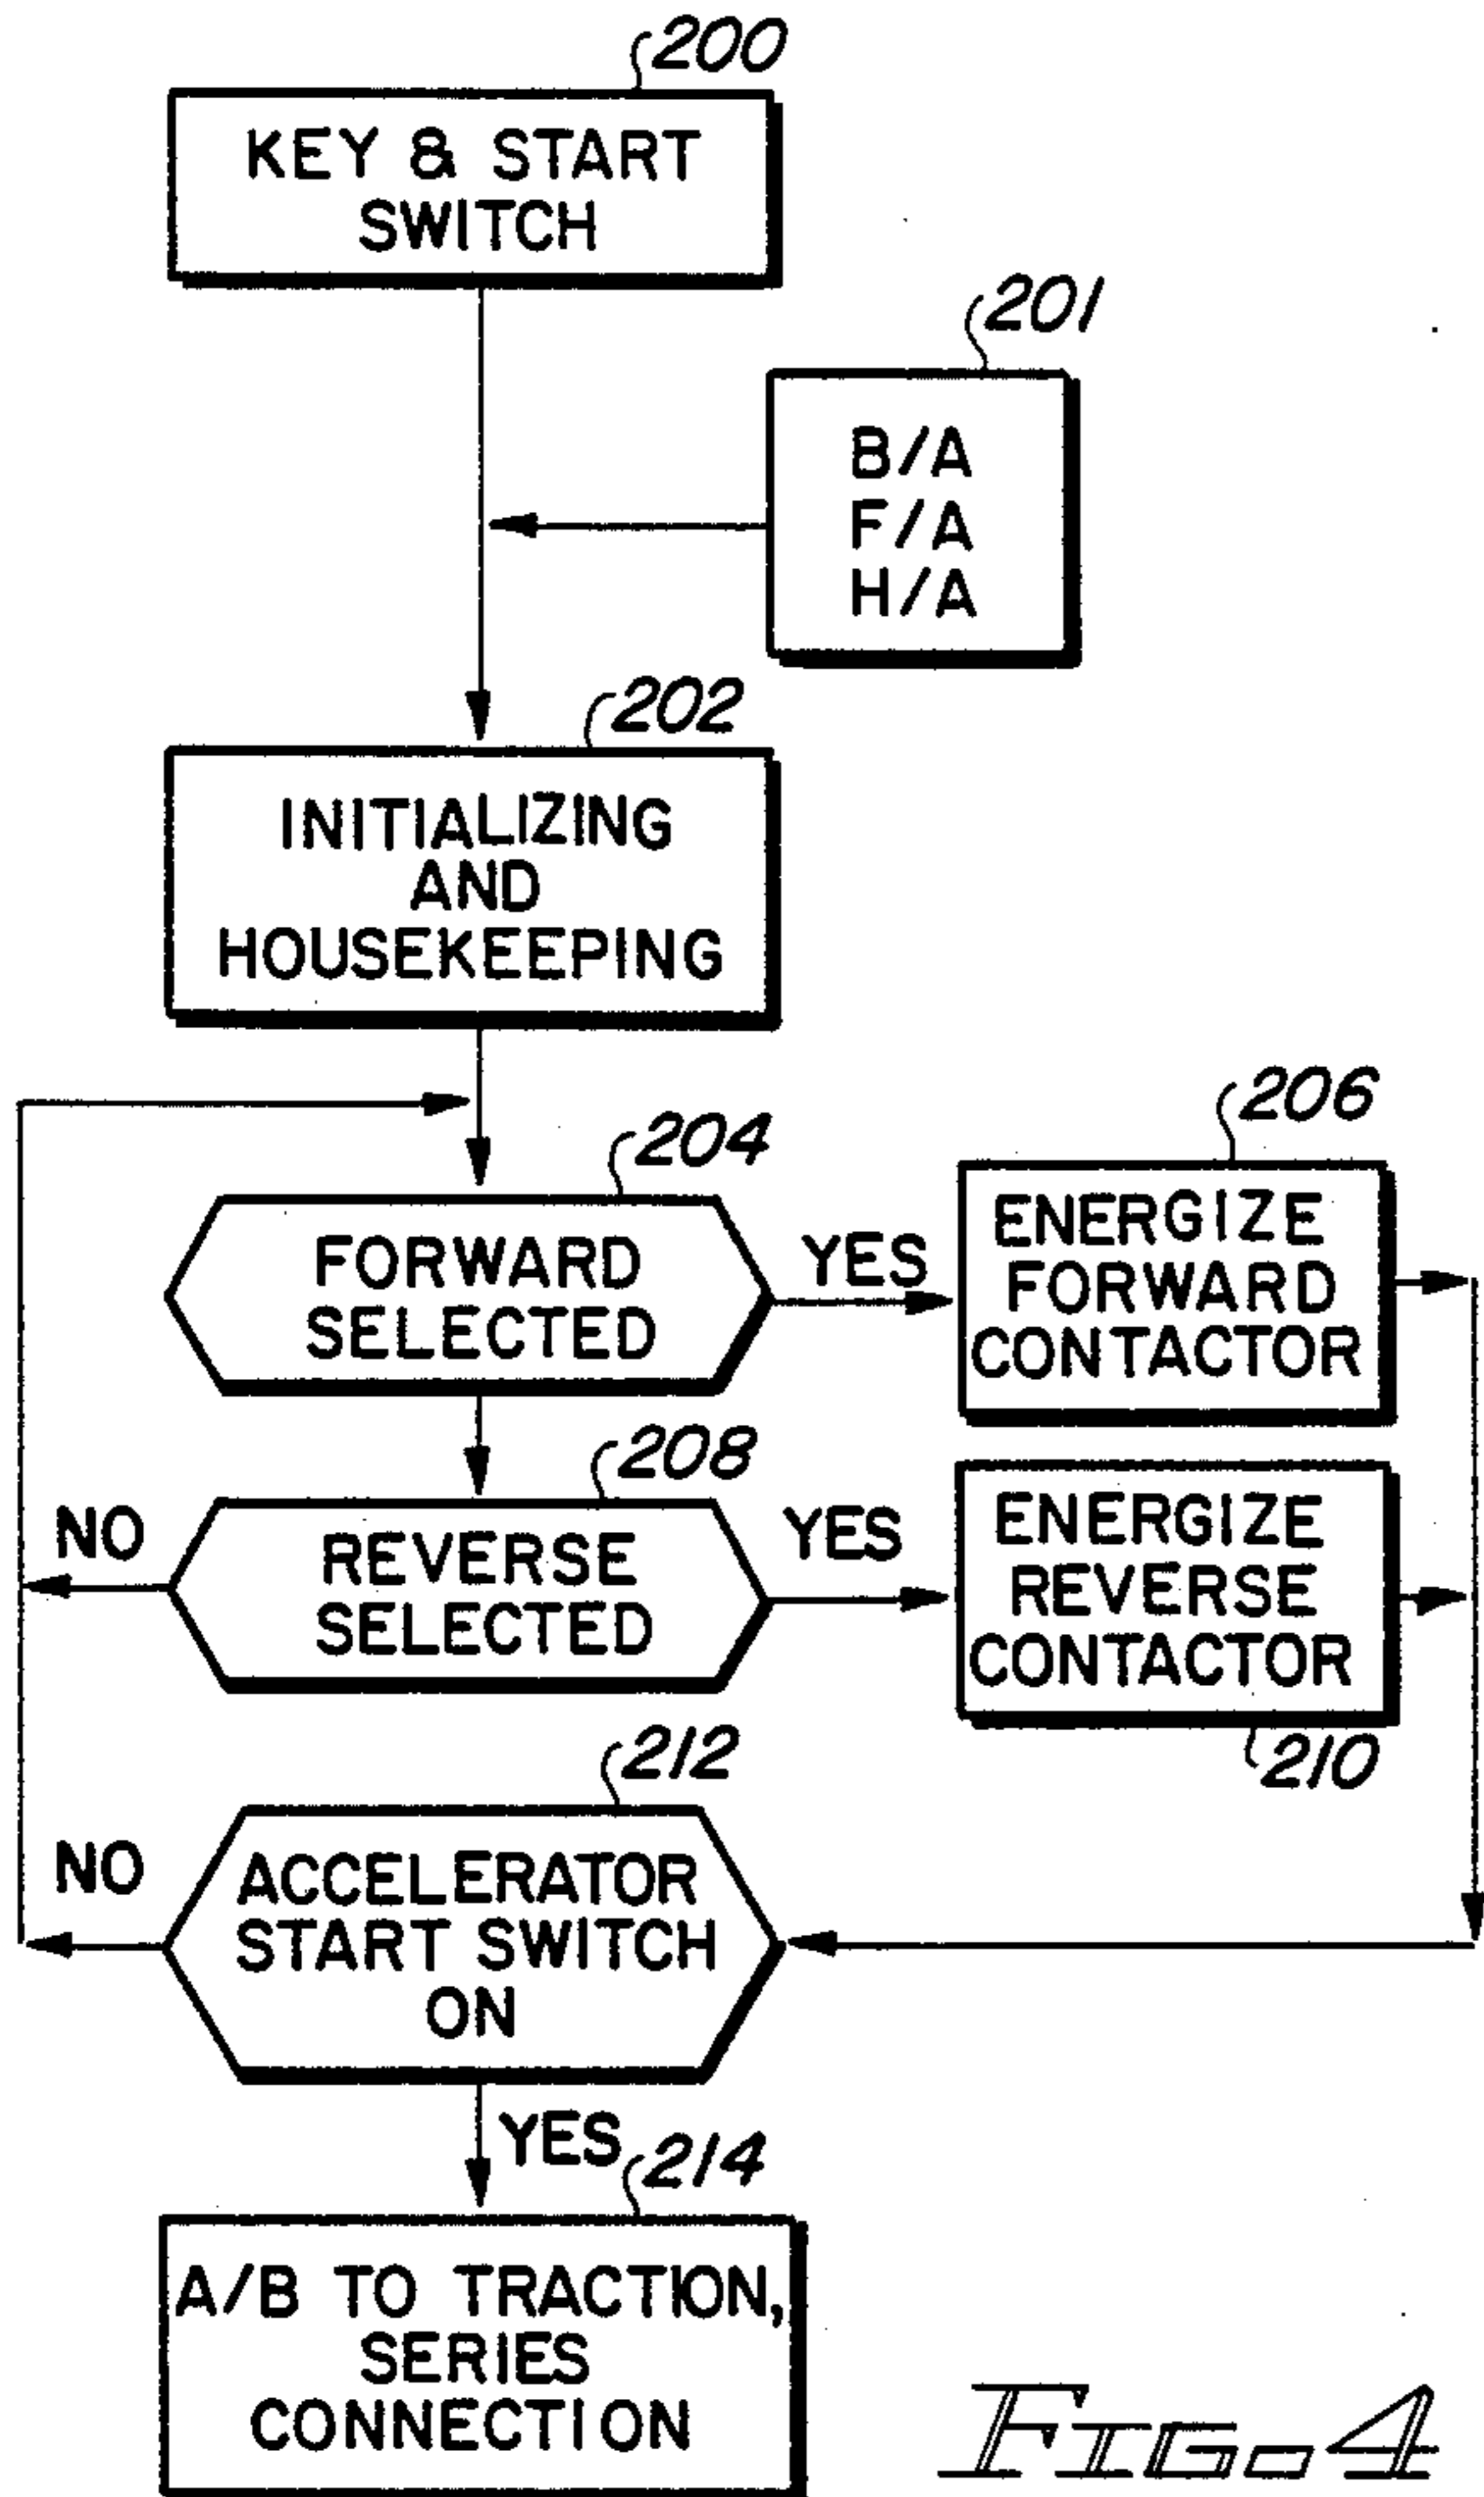 200
KEY & START
SWITCH
201
B/A
F/A
H/A
202
INITIALIZING
AND
HOUSEKEEPING
204
FORWARD
SELECTED
YES
206
ENERGIZE
FORWARD
CONTACTOR
208
NO
REVERSE
SELECTED
YES
ENERGIZE
REVERSE
CONTACTOR
210
212
NO
ACCELERATOR
START SWITCH
ON
YES
214
A/B TO TRACTION,
SERIES
CONNECTION
FIG. 4